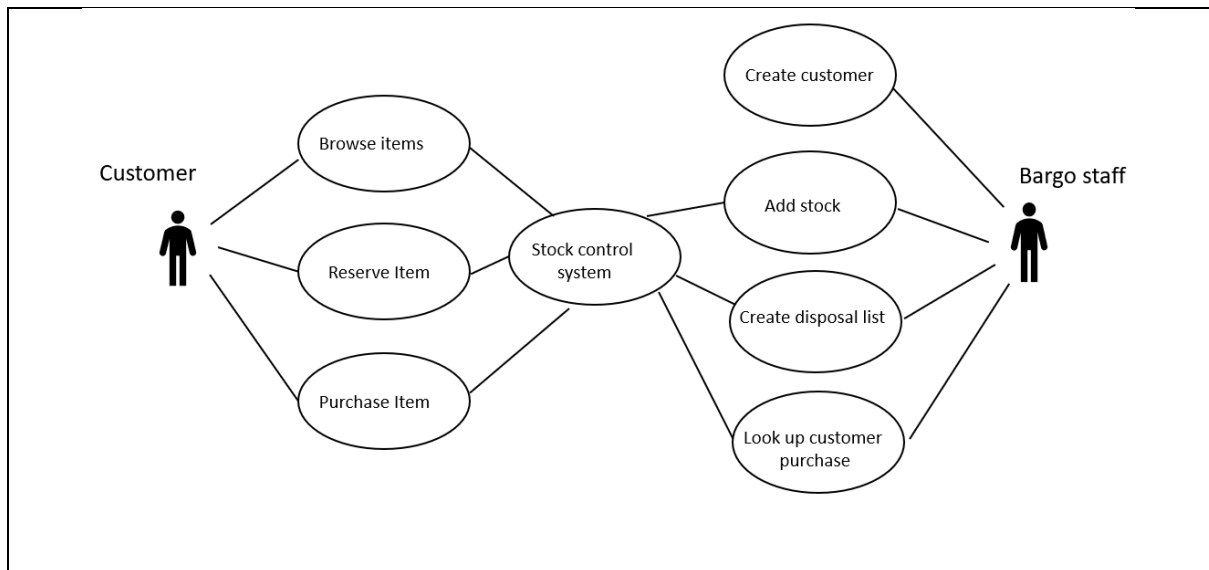 Customer
Browse items
Reserve Item
Purchase Item
Stock control
system
Create customer
Add stock
Create disposal list
Look up customer
purchase
Bargo staff